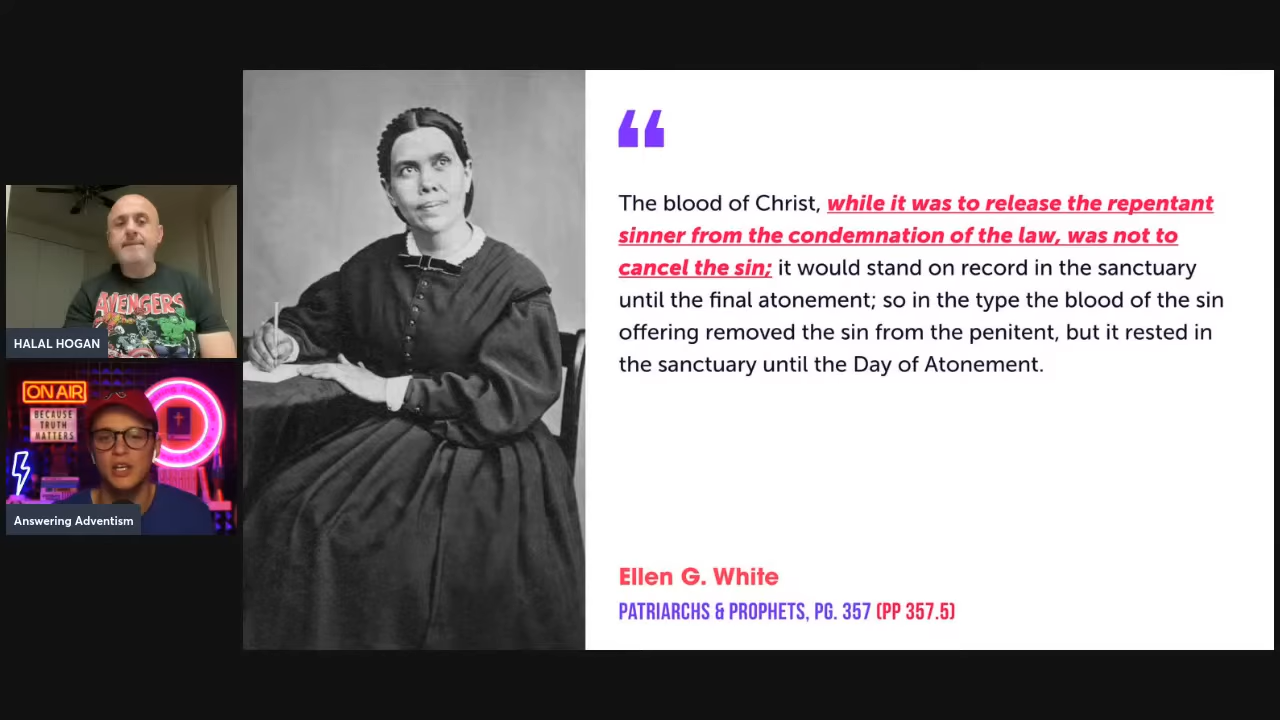 AVENGERS
HALAL HOGAN
ON AIR
BECAUSE
TRUTH
MATTERS
Answering Adventism
“
The blood of Christ, while it was to release the repentant
sinner from the condemnation of the law, was not to
cancel the sin; it would stand on record in the sanctuary
until the final atonement; so in the type the blood of the sin
offering removed the sin from the penitent, but it rested in
the sanctuary until the Day of Atonement.
Ellen G. White
PATRIARCHS & PROPHETS, PG. 357 (PP 357.5)